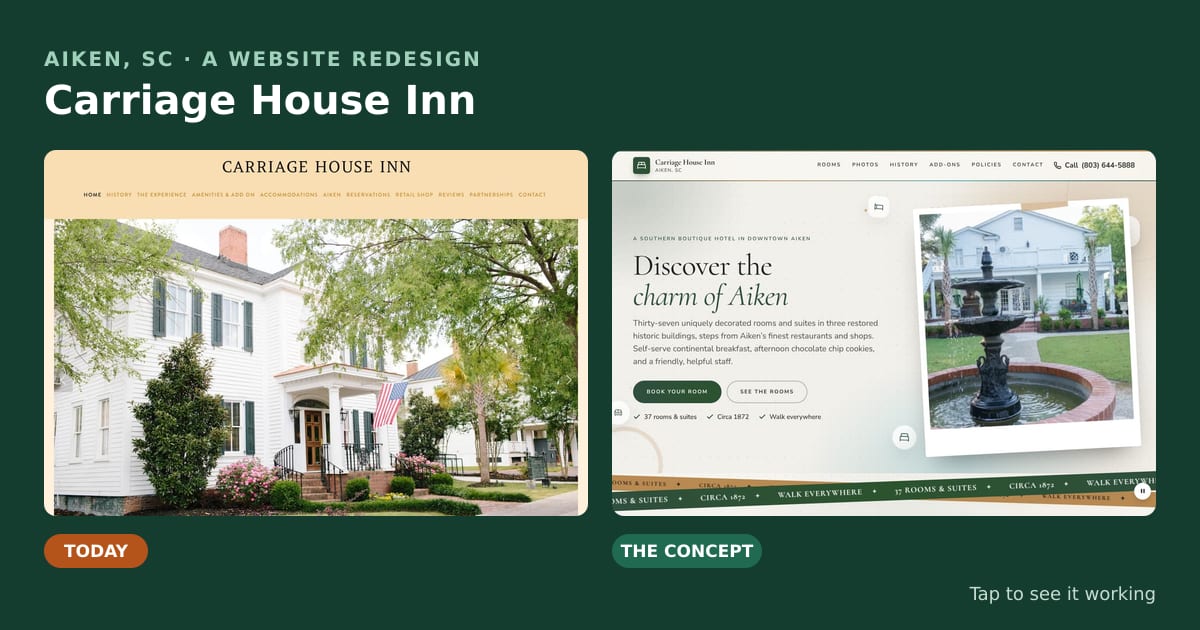 AIKEN, SC · A WEBSITE REDESIGN
Carriage House Inn
CARRIAGE HOUSE INN
HOME HISTORY THE EXPERIENCE AMENITIES & ADD ON ACCOMMODATIONS AIKEN RESERVATIONS RETAIL SHOP REVIEWS PARTNERSHIPS CONTACT
TODAY
Carriage House Inn
AIKEN, SC
ROOMS PHOTOS HISTORY ADD-ONS POLICIES CONTACT Call (803) 644-5888
A SOUTHERN BOUTIQUE HOTEL IN DOWNTOWN AIKEN
Discover the
charm of Aiken
Thirty-seven uniquely decorated rooms and suites in three restored
historic buildings, steps from Aiken’s finest restaurants and shops.
Self-serve continental breakfast, afternoon chocolate chip cookies,
and a friendly, helpful staff.
BOOK YOUR ROOM SEE THE ROOMS
37 rooms & suites Circa 1872 Walk everywhere
OOMS & SUITES ✦ CIRCA 1872
OMS & SUITES ✦ CIRCA 1872 ✦ WALK EVERYWHERE ✦ 37 ROOMS & SUITES ✦ CIRCA 1872 ✦ WALK EVERYWH
WALK EVERYWHERE ✦
THE CONCEPT
Tap to see it working